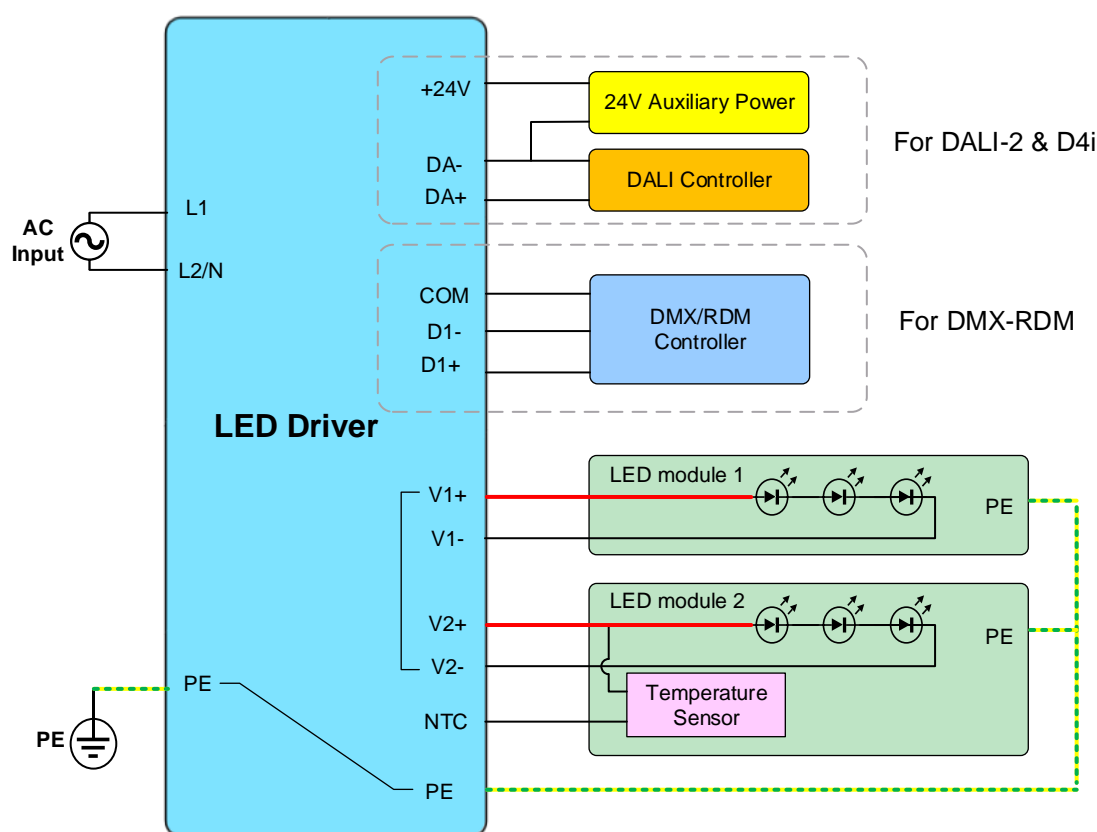 +24V
24V Auxiliary Power
For DALI-2 & D4i
DA-
DA+
DALI Controller
AC
Input
L1
L2/N
COM
D1-
D1+
DMX/RDM
Controller
For DMX-RDM
LED Driver
LED module 1
V1+
V1-
PE
LED module 2
V2+
V2-
PE
Temperature
Sensor
NTC
PE
PE
PE